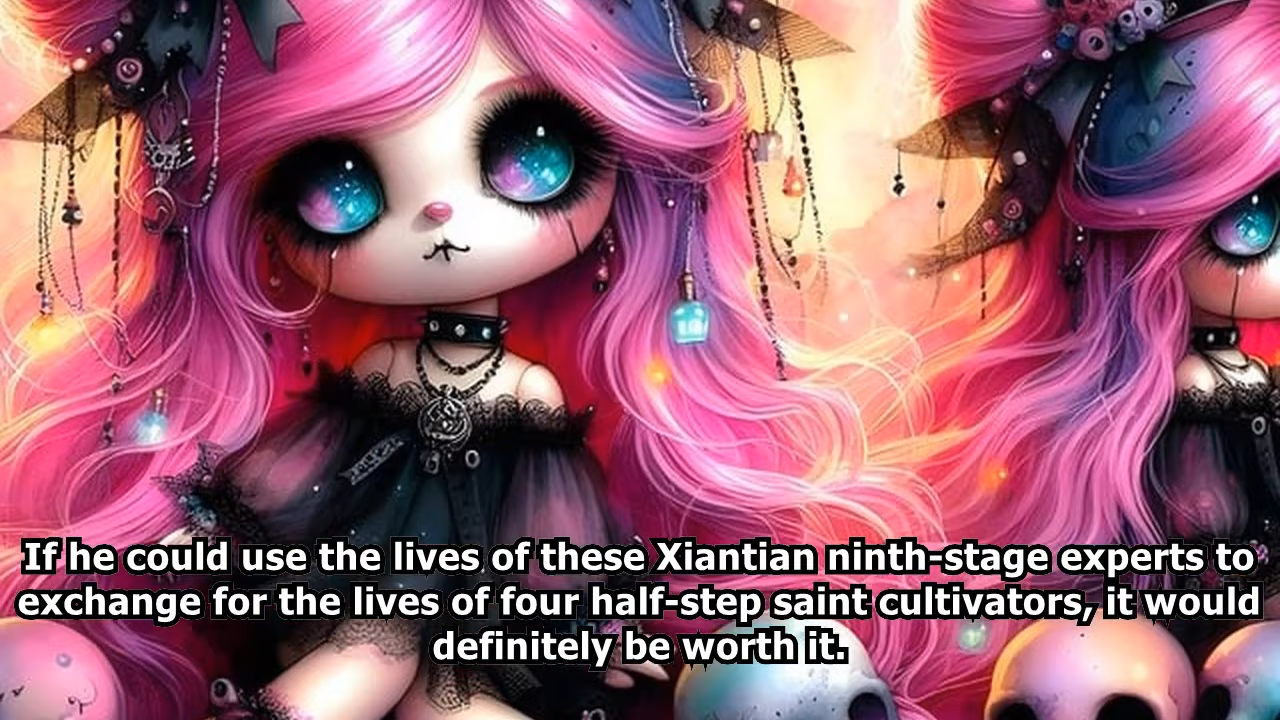 If he could use the lives of these Xiantian ninth-stage experts to
exchange for the lives of four half-step saint cultivators, it would
definitely be worth it.